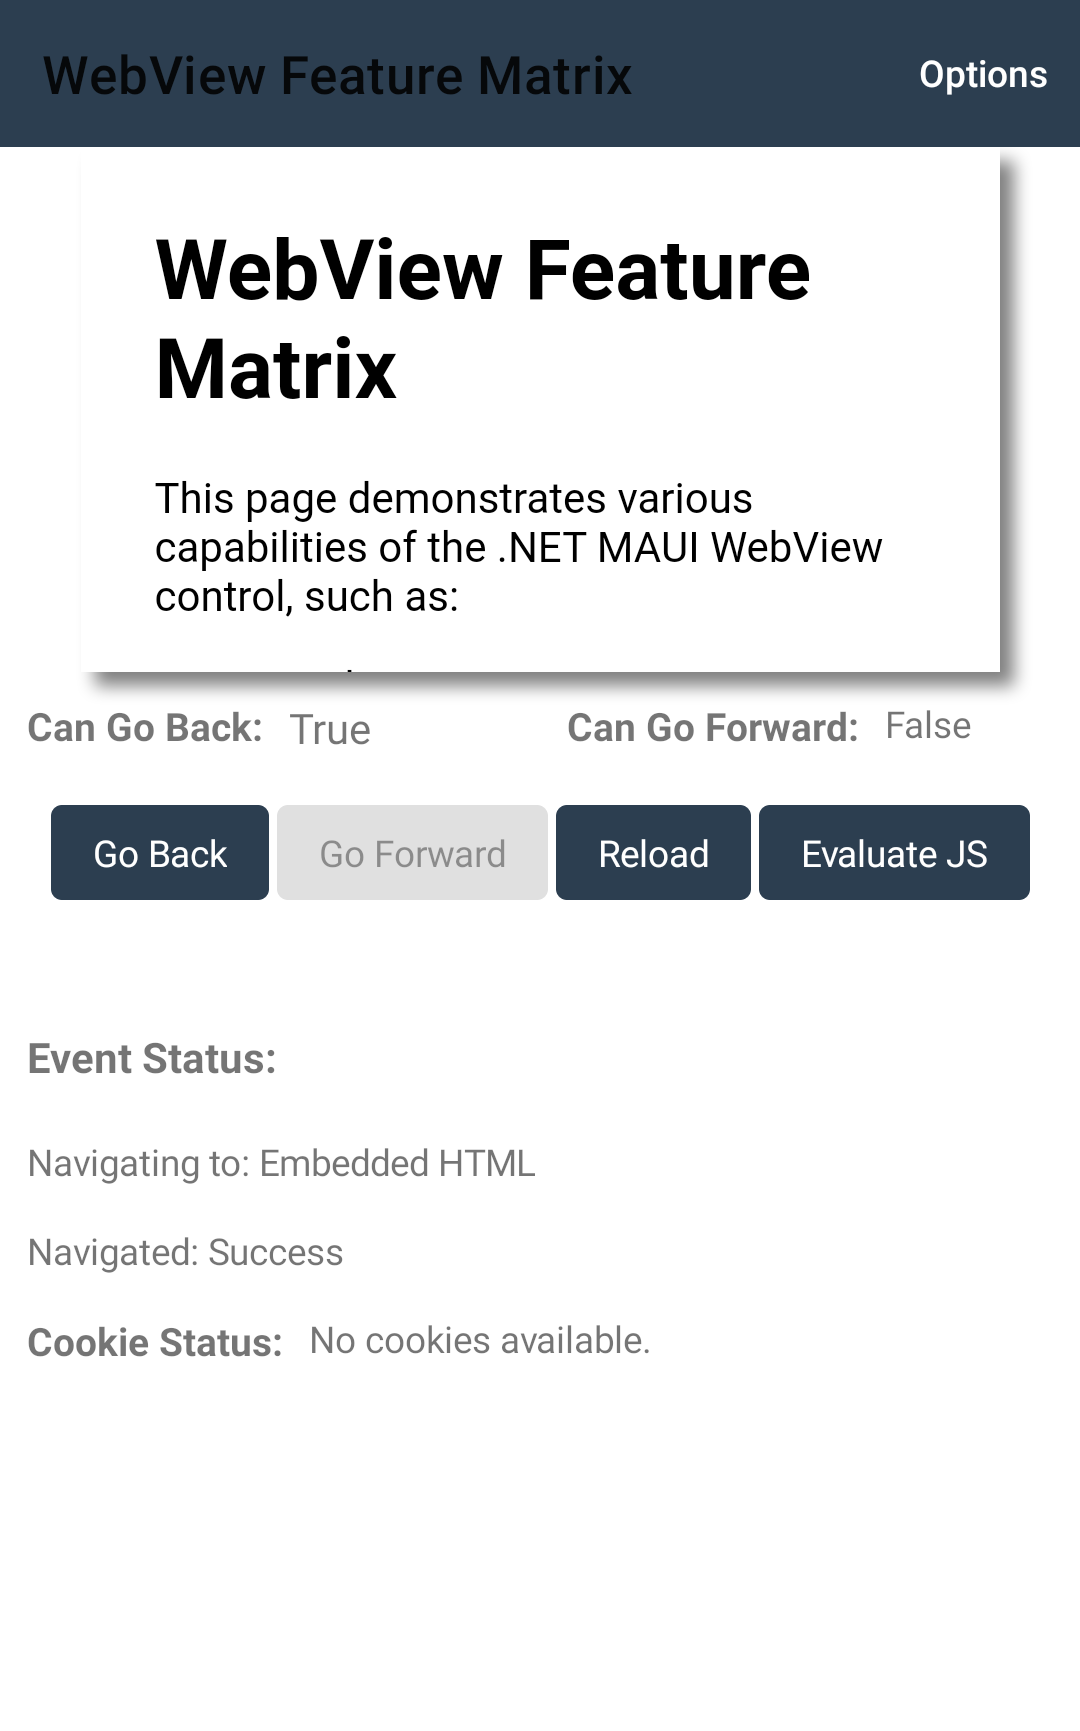 WebView Feature Matrix
Options
WebView Feature
Matrix
This page demonstrates various
capabilities of the .NET MAUI WebView
control, such as:
Can Go Back: True
Can Go Forward: False
Go Back
Go Forward
Reload
Evaluate JS
Event Status:
Navigating to: Embedded HTML
Navigated: Success
Cookie Status: No cookies available.